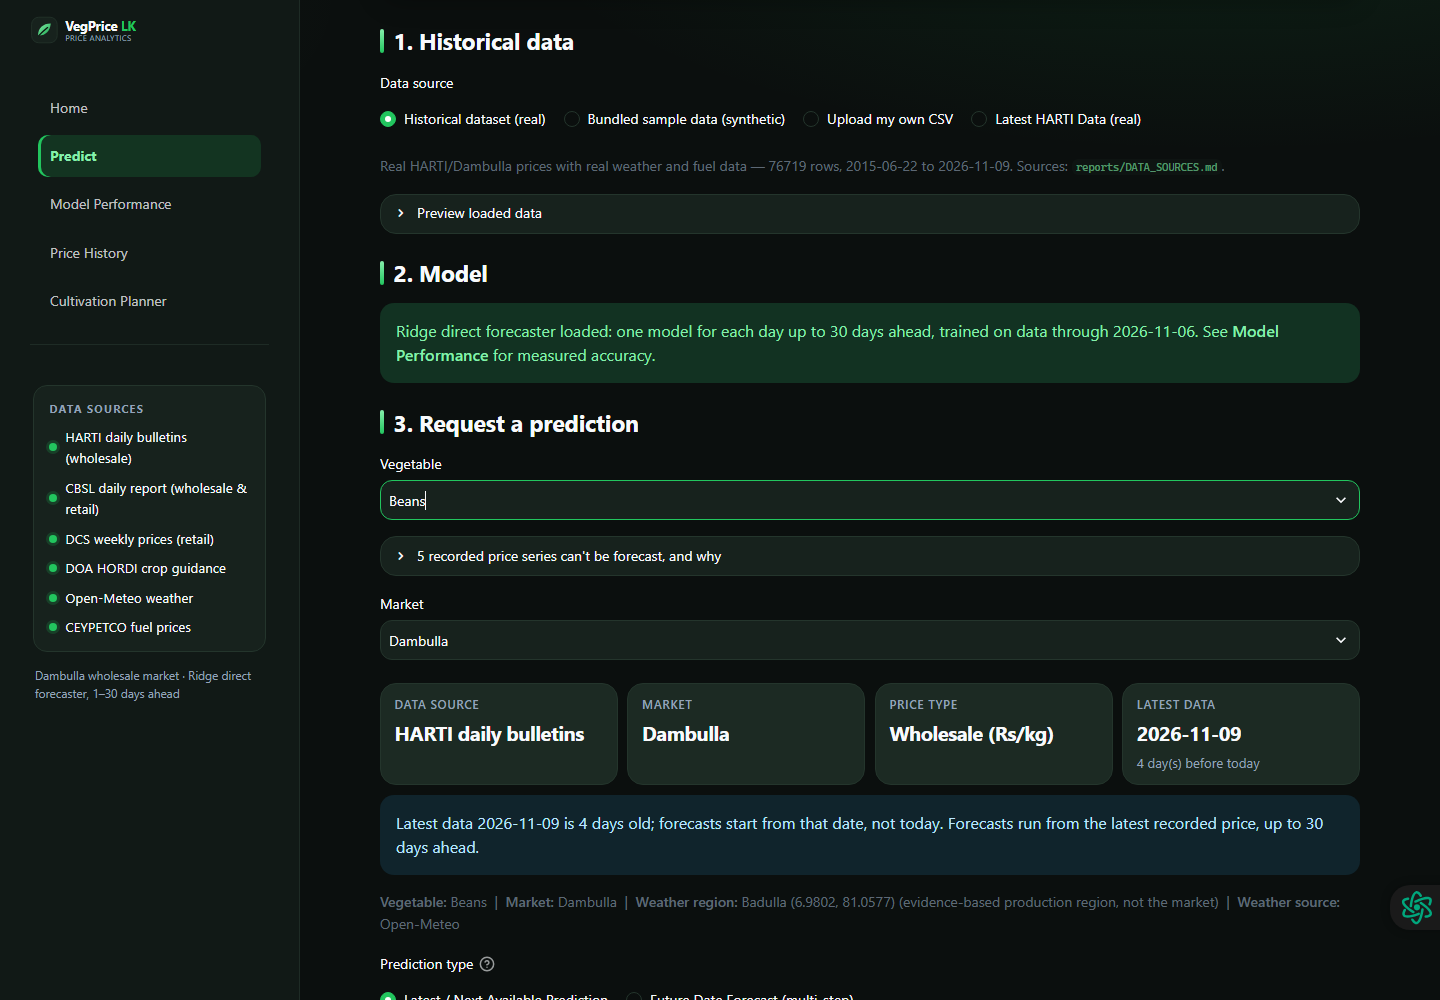 VegPrice LK
PRICE ANALYTICS
Home
Predict
Model Performance
Price History
Cultivation Planner
DATA SOURCES
HARTI daily bulletins
(wholesale)
CBSL daily report (wholesale &
retail)
DCS weekly prices (retail)
DOA HORDI crop guidance
Open-Meteo weather
CEYPETCO fuel prices
Dambulla wholesale market · Ridge direct
forecaster, 1–30 days ahead
1. Historical data
Data source
Historical dataset (real)
Bundled sample data (synthetic)
Upload my own CSV
Latest HARTI Data (real)
Real HARTI/Dambulla prices with real weather and fuel data — 76719 rows, 2015-06-22 to 2026-11-09. Sources: reports/DATA_SOURCES.md.
Preview loaded data
2. Model
Ridge direct forecaster loaded: one model for each day up to 30 days ahead, trained on data through 2026-11-06. See Model
Performance for measured accuracy.
3. Request a prediction
Vegetable
Beans
5 recorded price series can't be forecast, and why
Market
Dambulla
DATA SOURCE
HARTI daily bulletins
MARKET
Dambulla
PRICE TYPE
Wholesale (Rs/kg)
LATEST DATA
2026-11-09
4 day(s) before today
Latest data 2026-11-09 is 4 days old; forecasts start from that date, not today. Forecasts run from the latest recorded price, up to 30
days ahead.
Vegetable: Beans | Market: Dambulla | Weather region: Badulla (6.9802, 81.0577) (evidence-based production region, not the market) | Weather source:
Open-Meteo
Prediction type
Latest / Next Available Prediction
Future Date Forecast (multi-step)